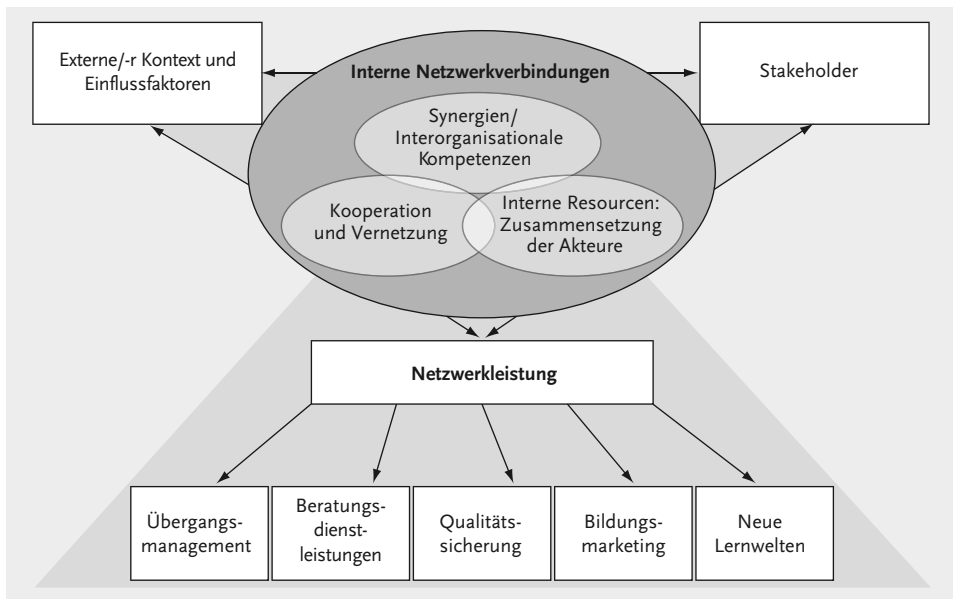 Externe/-r Kontext und
Einflussfaktoren
Interne Netzwerkverbindungen
Stakeholder
Synergien/
Interorganisationale
Kompetenzen
Kooperation
und Vernetzung
Interne Resourcen:
Zusammensetzung
der Akteure
Netzwerkleistung
Übergangs-
management
Beratungs-
dienst-
leistungen
Qualitäts-
sicherung
Bildungs-
marketing
Neue
Lernwelten